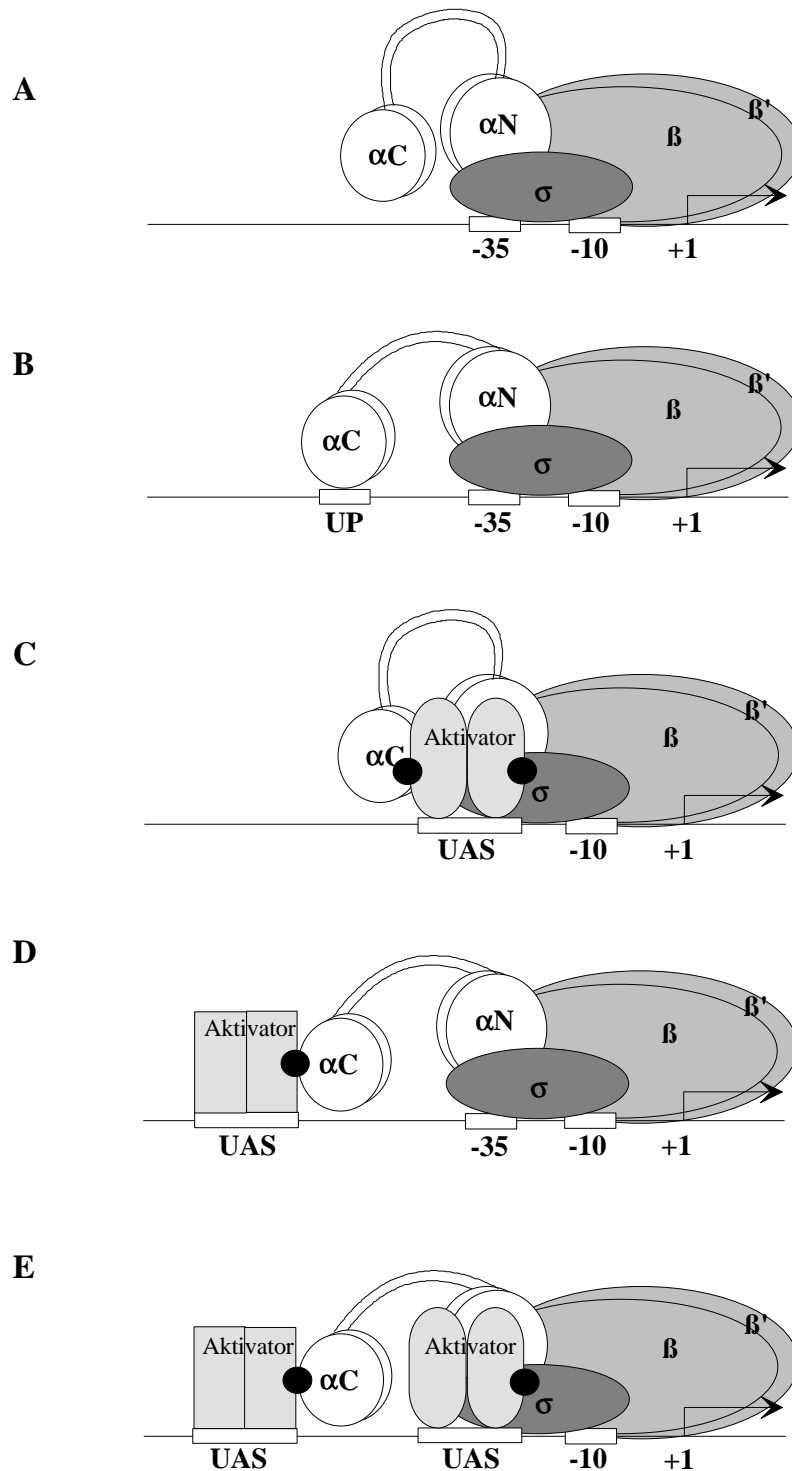 A
αC αN σ ß ß'
-35 -10 +1
B
αC αN σ ß ß'
UP -35 -10 +1
C
αC Aktivator σ ß ß'
UAS -10 +1
D
Aktivator αC αN σ ß ß'
UAS -35 -10 +1
E
Aktivator αC Aktivator σ ß ß'
UAS UAS -10 +1